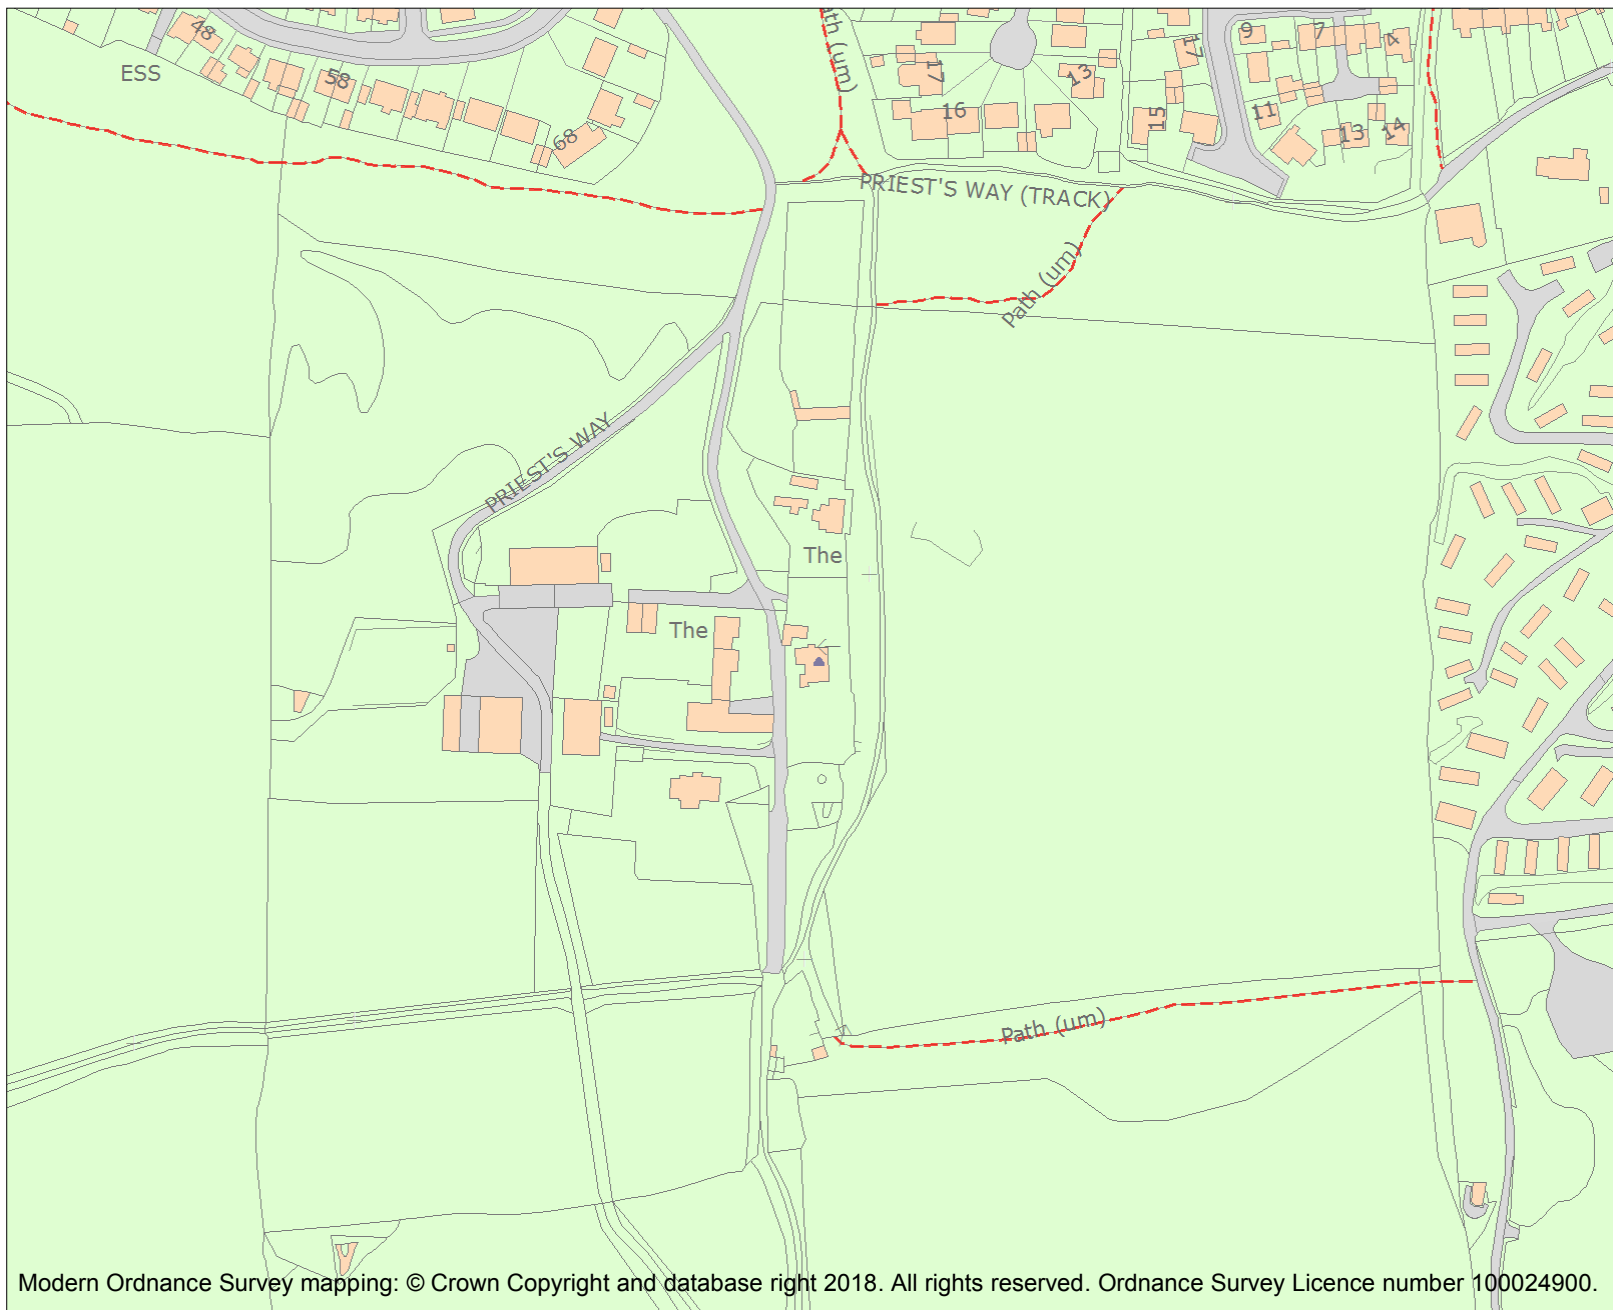 48
ESS
58
68
Path (um)
17
13
16
15
17
9
7
4
11
13
14
PRIEST'S WAY (TRACK)
Path (um)
PRIEST'S WAY
The
The
Path (um)
Modern Ordnance Survey mapping: © Crown Copyright and database right 2018. All rights reserved. Ordnance Survey Licence number 100024900.